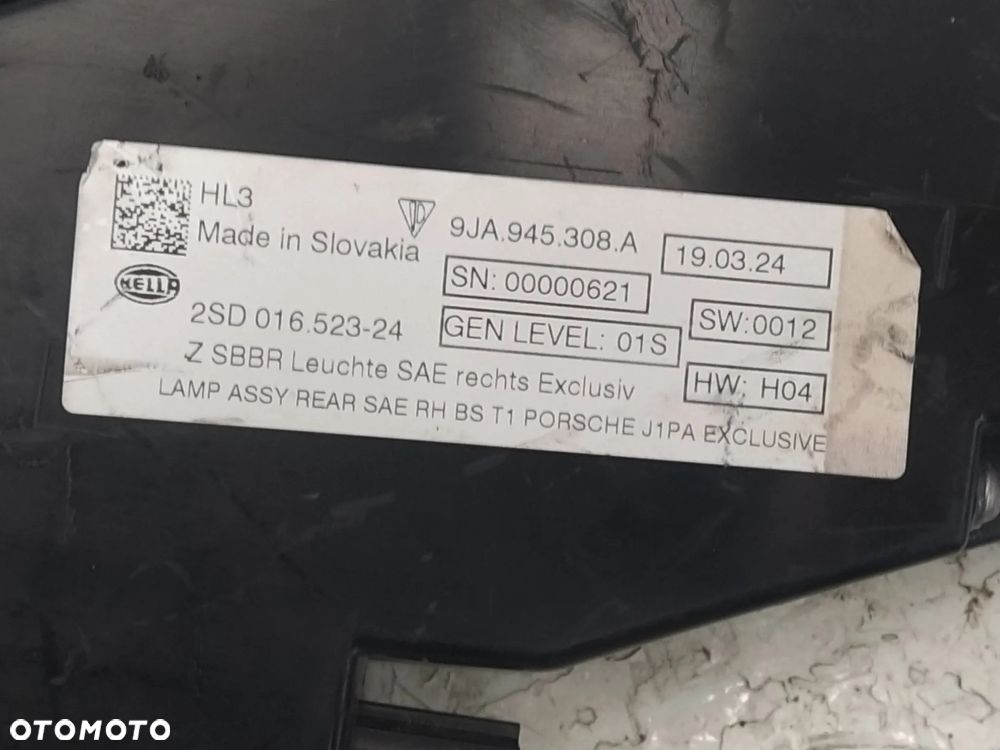 HL3
Made in Slovakia
9JA.945.308.A
19.03.24
SN: 00000621
HELLA
2SD 016.523-24
GEN LEVEL: 01S
SW:0012
Z SBBR Leuchte SAE rechts Exclusiv
HW: H04
LAMP ASSY REAR SAE RH BS T1 PORSCHE J1PA EXCLUSIVE
OTOMOTO